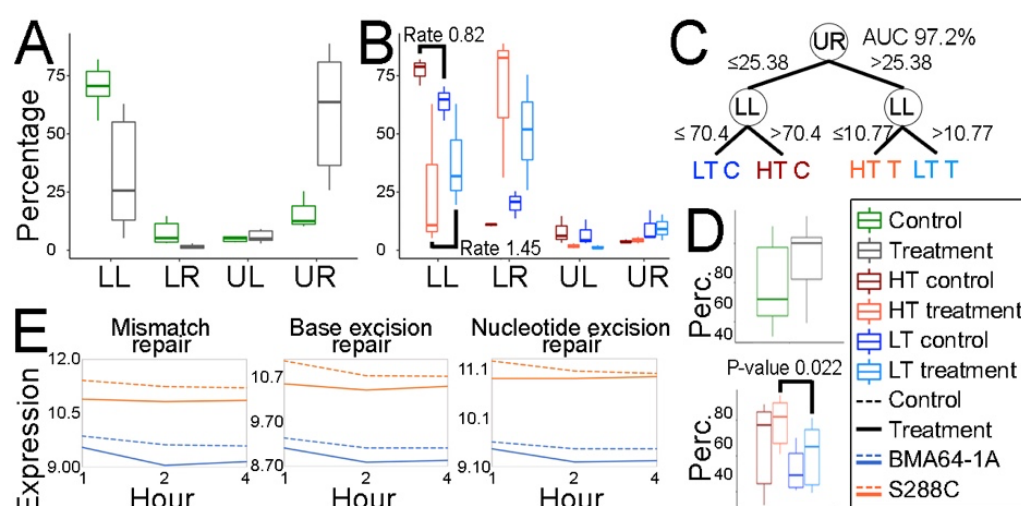 A
Percentage
75
50
25
0
LL LR UL UR
B
Rate 0.82
75
50
25
0
Rate 1.45
LL LR UL UR
C
UR
AUC 97.2%
≤25.38
>25.38
LL
LL
≤ 70.4
>70.4
≤10.77
>10.77
LT C
HT C
HT T
LT T
D
Perc.
80
60
40
P-value 0.022
Perc.
80
60
40
Control
Treatment
HT control
HT treatment
LT control
LT treatment
Control
Treatment
BMA64-1A
S288C
E
Expression
Mismatch
repair
12.0
10.5
9.00
1 2 4
Hour
Base excision
repair
10.7
9.70
8.70
1 2 4
Hour
Nucleotide excision
repair
11.1
10.1
9.10
1 2 4
Hour